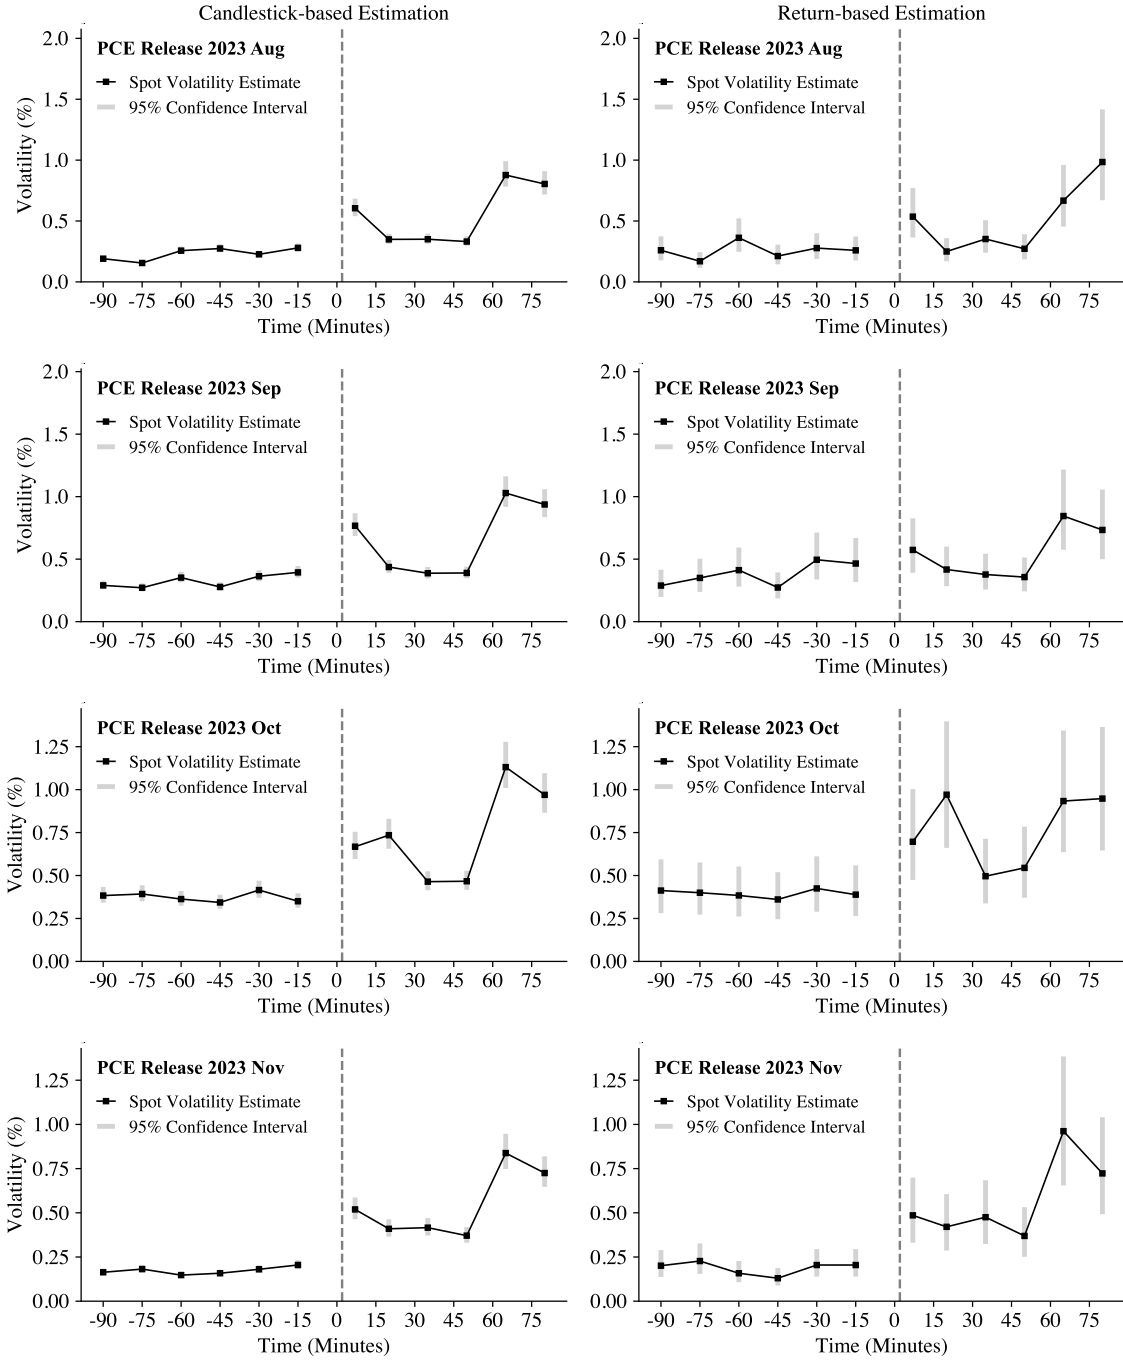 Candlestick-based Estimation
Return-based Estimation
PCE Release 2023 Aug
Spot Volatility Estimate
95% Confidence Interval
Volatility (%)
2.0
1.5
1.0
0.5
0.0
-90 -75 -60 -45 -30 -15 0 15 30 45 60 75
Time (Minutes)
PCE Release 2023 Aug
Spot Volatility Estimate
95% Confidence Interval
2.0
1.5
1.0
0.5
0.0
-90 -75 -60 -45 -30 -15 0 15 30 45 60 75
Time (Minutes)
PCE Release 2023 Sep
Spot Volatility Estimate
95% Confidence Interval
Volatility (%)
2.0
1.5
1.0
0.5
0.0
-90 -75 -60 -45 -30 -15 0 15 30 45 60 75
Time (Minutes)
PCE Release 2023 Sep
Spot Volatility Estimate
95% Confidence Interval
2.0
1.5
1.0
0.5
0.0
-90 -75 -60 -45 -30 -15 0 15 30 45 60 75
Time (Minutes)
PCE Release 2023 Oct
Spot Volatility Estimate
95% Confidence Interval
Volatility (%)
1.25
1.00
0.75
0.50
0.25
0.00
-90 -75 -60 -45 -30 -15 0 15 30 45 60 75
Time (Minutes)
PCE Release 2023 Oct
Spot Volatility Estimate
95% Confidence Interval
1.25
1.00
0.75
0.50
0.25
0.00
-90 -75 -60 -45 -30 -15 0 15 30 45 60 75
Time (Minutes)
PCE Release 2023 Nov
Spot Volatility Estimate
95% Confidence Interval
Volatility (%)
1.25
1.00
0.75
0.50
0.25
0.00
-90 -75 -60 -45 -30 -15 0 15 30 45 60 75
Time (Minutes)
PCE Release 2023 Nov
Spot Volatility Estimate
95% Confidence Interval
1.25
1.00
0.75
0.50
0.25
0.00
-90 -75 -60 -45 -30 -15 0 15 30 45 60 75
Time (Minutes)